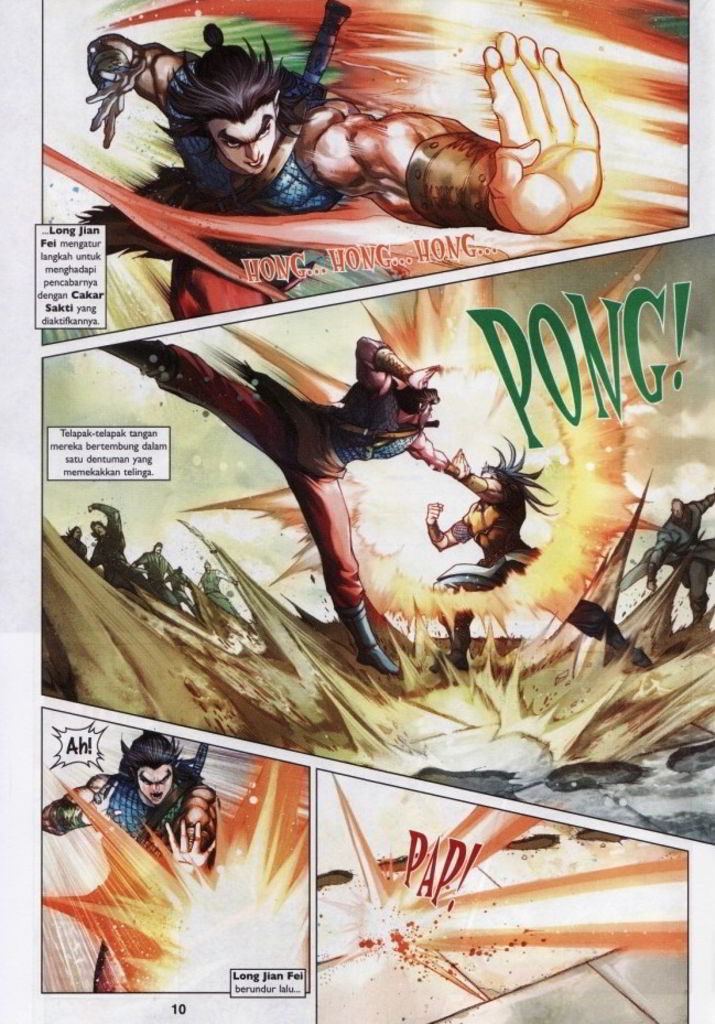 ...Long Jian
Fei mengatur
langkah untuk
menghadapi
pencabarnya
dengan Cakar
Sakti yang
diaktifkannya.
HONG... HONG... HONG...
PONG!
Telapak-telapak tangan
mereka bertembung dalam
satu dentuman yang
memekakkan telinga.
Ah!
Long Jian Fei
berundur lalu...
PAP!
10